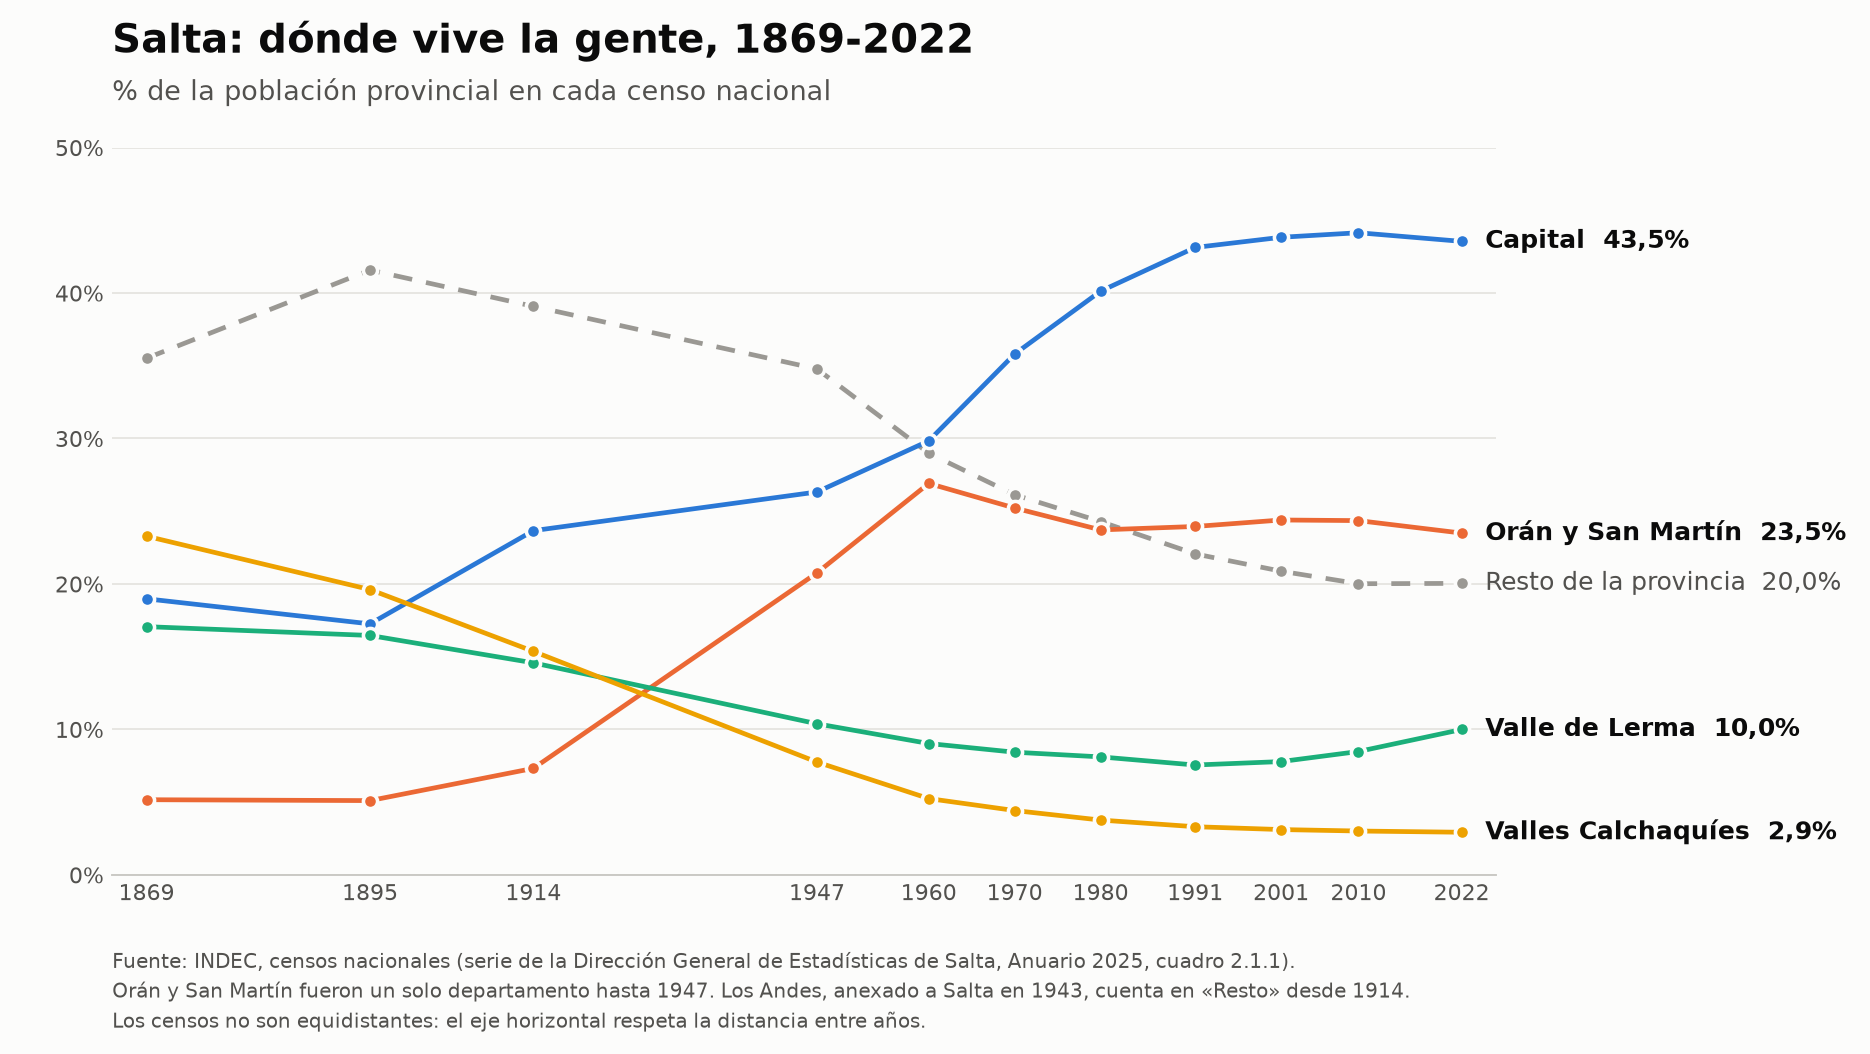 Salta: dónde vive la gente, 1869-2022
% de la población provincial en cada censo nacional
50%
40%
30%
20%
10%
0%
Capital 43,5%
Orán y San Martín 23,5%
Resto de la provincia 20,0%
Valle de Lerma 10,0%
Valles Calchaquíes 2,9%
1869 1895 1914 1947 1960 1970 1980 1991 2001 2010 2022
Fuente: INDEC, censos nacionales (serie de la Dirección General de Estadísticas de Salta, Anuario 2025, cuadro 2.1.1).
Orán y San Martín fueron un solo departamento hasta 1947. Los Andes, anexado a Salta en 1943, cuenta en «Resto» desde 1914.
Los censos no son equidistantes: el eje horizontal respeta la distancia entre años.